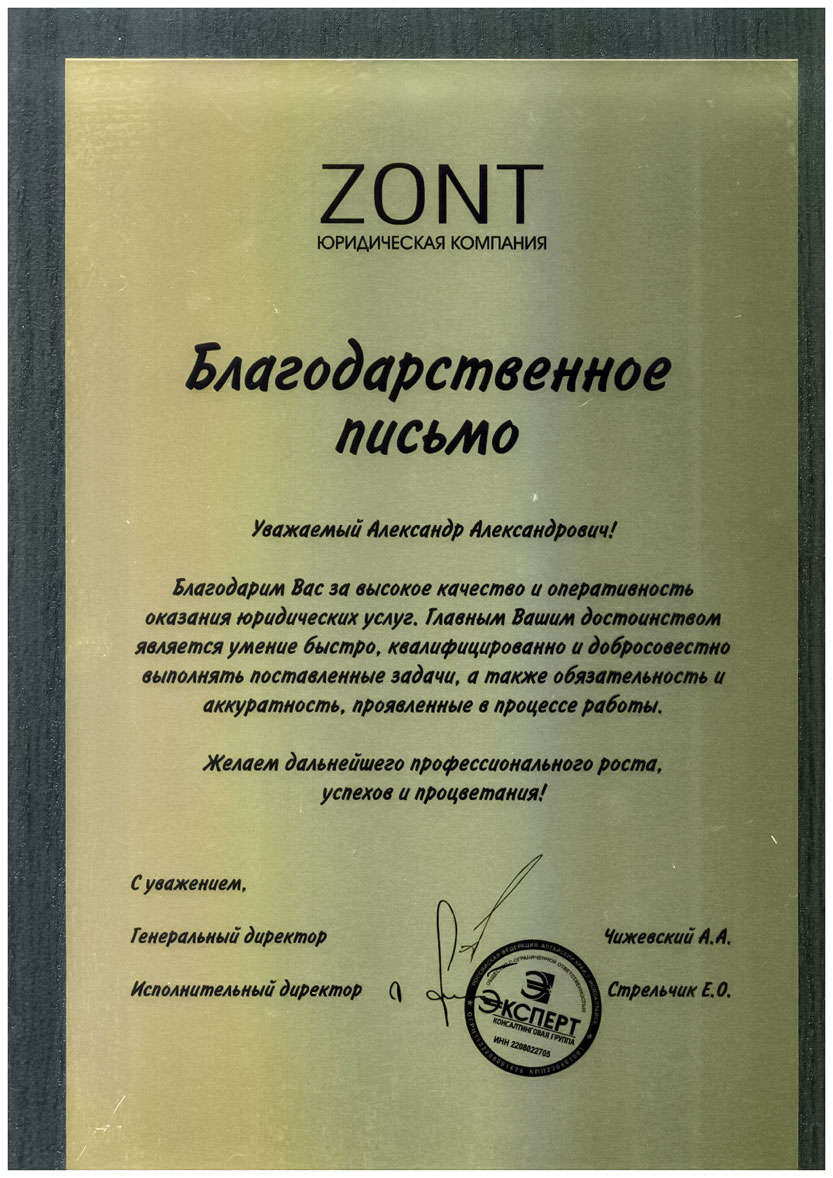 ZONT
ЮРИДИЧЕСКАЯ КОМПАНИЯ
Благодарственное
письмо
Уважаемый Александр Александрович!
Благодарим Вас за высокое качество и оперативность
оказания юридических услуг. Главным Вашим достоинством
является умение быстро, квалифицированно и добросовестно
выполнять поставленные задачи, а также обязательность и
аккуратность, проявленные в процессе работы.
Желаем дальнейшего профессионального роста,
успехов и процветания!
С уважением,
Генеральный директор Чижевский А.А.
Исполнительный директор Стрельчик Е.О.
РОССИЙСКАЯ ФЕДЕРАЦИЯ АЛТАЙСКИЙ КРАЙ
ОБЩЕСТВО С ОГРАНИЧЕННОЙ ОТВЕТСТВЕННОСТЬЮ
ЭКСПЕРТ
КОНСАЛТИНГОВАЯ ГРУППА
ИНН 2208022705